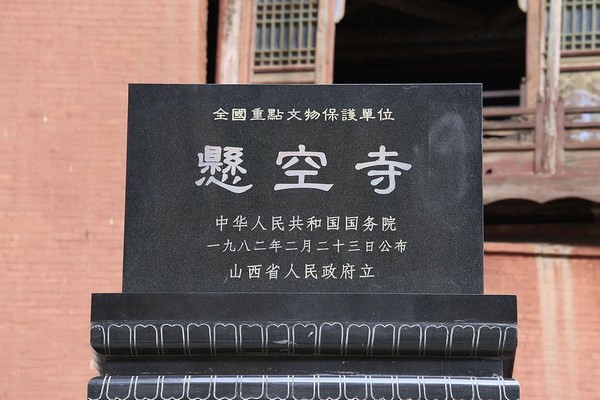 全國重點文物保護單位
懸空寺
中华人民共和国国务院
一九八二年二月二十三日公布
山西省人民政府立